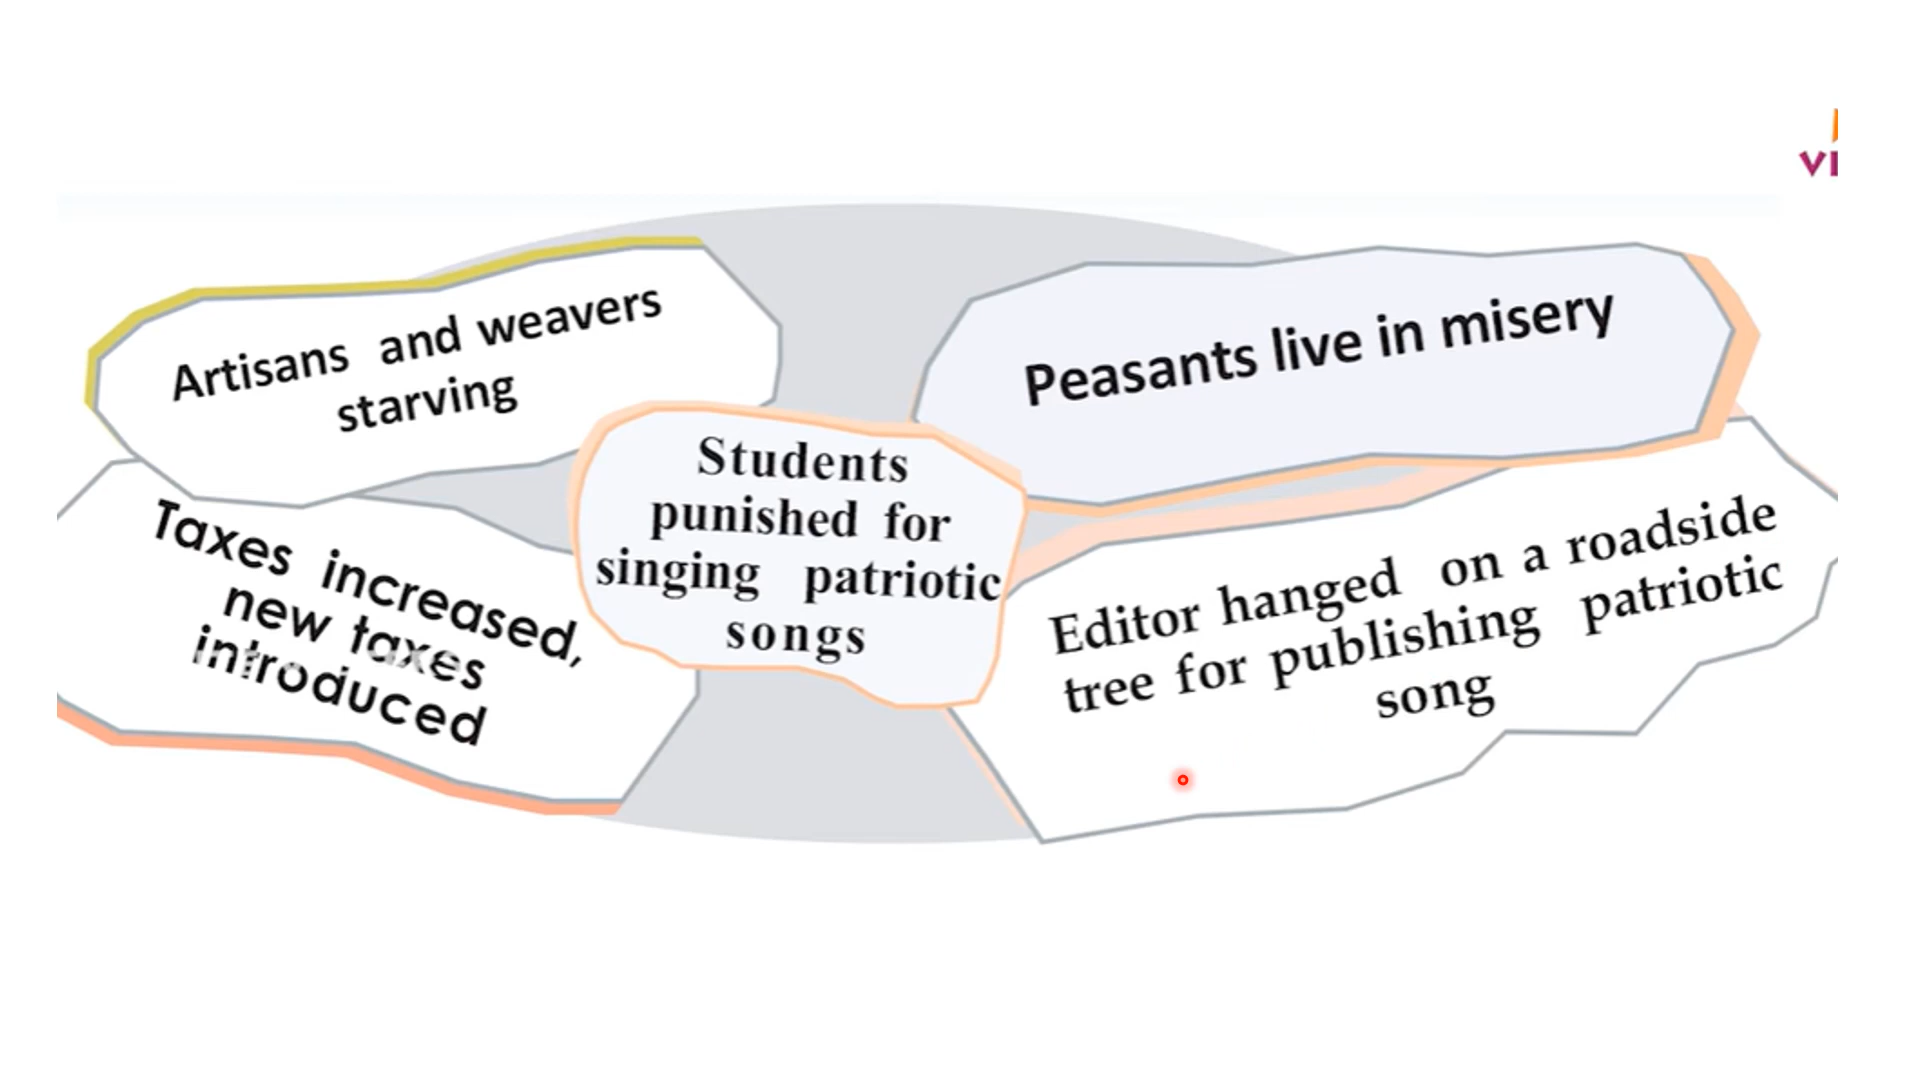 VI
Artisans and weavers
starving
Peasants live in misery
Students
punished for
singing patriotic
songs
Taxes increased,
new taxes
introduced
Editor hanged on a roadside
tree for publishing patriotic
song